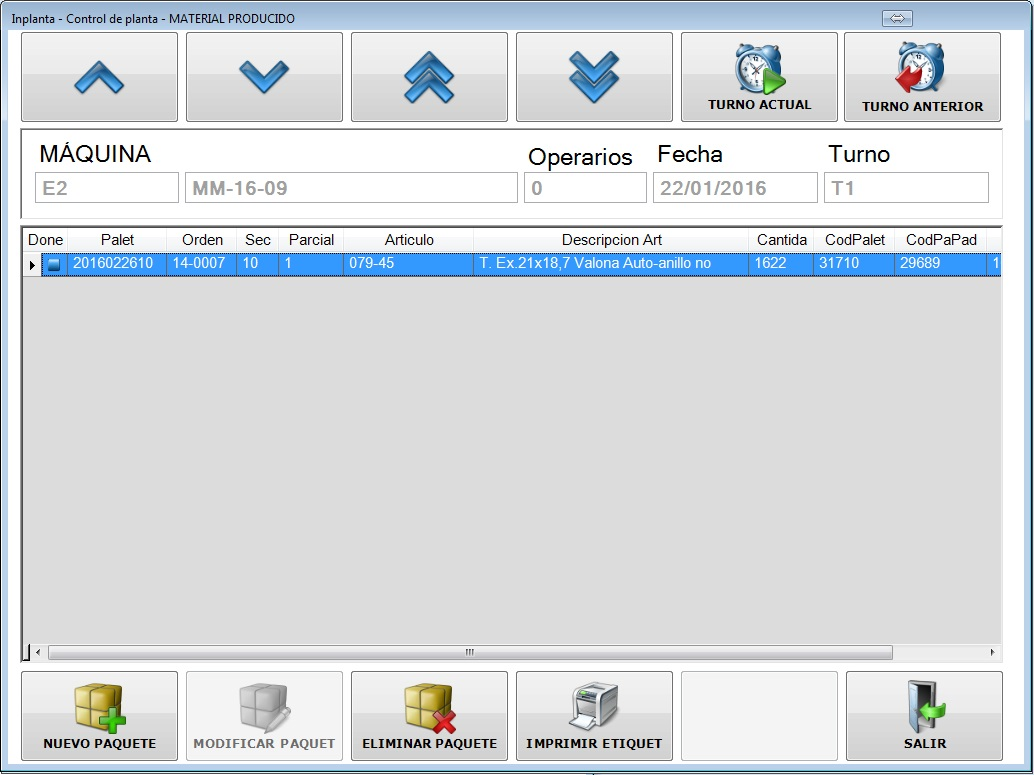 Inplanta - Control de planta - MATERIAL PRODUCIDO
TURNO ACTUAL
TURNO ANTERIOR
MÁQUINA Operarios Fecha Turno
E2 MM-16-09 0 22/01/2016 T1
Done Palet Orden Sec Parcial Articulo Descripcion Art Cantida CodPalet CodPaPad
2016022610 14-0007 10 1 079-45 T. Ex.21x18,7 Valona Auto-anillo no 1622 31710 29689 1
NUEVO PAQUETE MODIFICAR PAQUET ELIMINAR PAQUETE IMPRIMIR ETIQUET SALIR